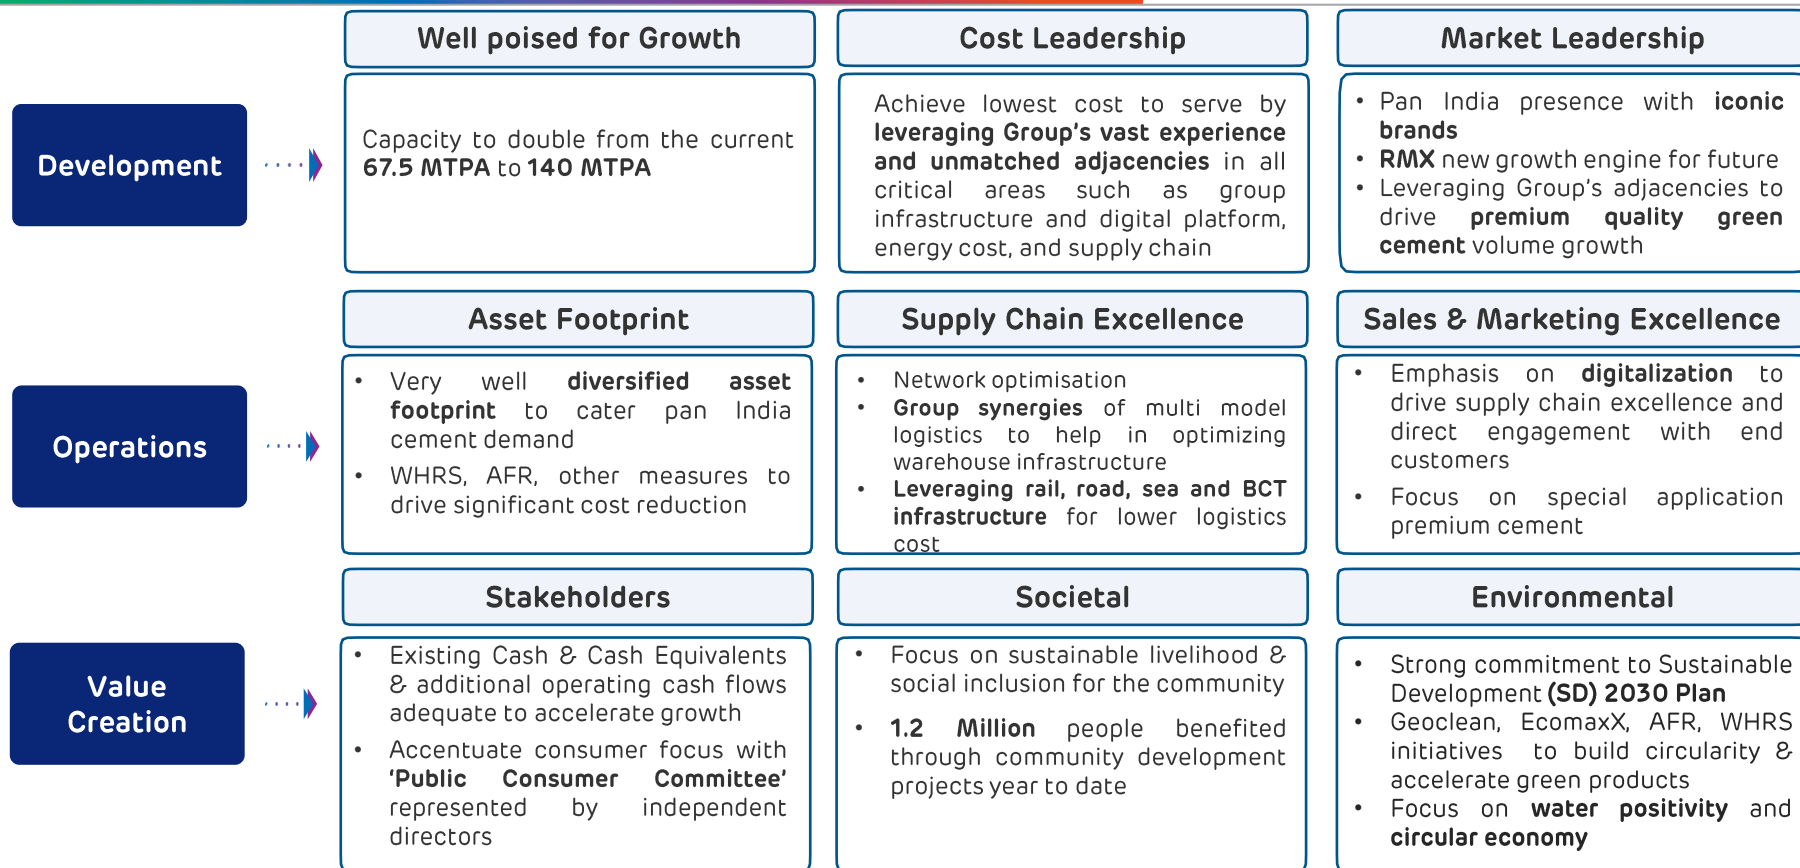 Well poised for Growth
Cost Leadership
Market Leadership
Development
Capacity to double from the current
67.5 MTPA to 140 MTPA
Achieve lowest cost to serve by
leveraging Group's vast experience
and unmatched adjacencies in all
critical areas such as group
infrastructure and digital platform,
energy cost, and supply chain
• Pan India presence with iconic
brands
• RMX new growth engine for future
• Leveraging Group's adjacencies to
drive premium quality green
cement volume growth
Asset Footprint
Supply Chain Excellence
Sales & Marketing Excellence
Operations
• Very well diversified asset
footprint to cater pan India
cement demand
• WHRS, AFR, other measures to
drive significant cost reduction
• Network optimisation
• Group synergies of multi model
logistics to help in optimizing
warehouse infrastructure
• Leveraging rail, road, sea and BCT
infrastructure for lower logistics
cost
• Emphasis on digitalization to
drive supply chain excellence and
direct engagement with end
customers
• Focus on special application
premium cement
Stakeholders
Societal
Environmental
Value
Creation
• Existing Cash & Cash Equivalents
& additional operating cash flows
adequate to accelerate growth
• Accentuate consumer focus with
‘Public Consumer Committee’
represented by independent
directors
• Focus on sustainable livelihood &
social inclusion for the community
• 1.2 Million people benefited
through community development
projects year to date
• Strong commitment to Sustainable
Development (SD) 2030 Plan
• Geoclean, EcomaxX, AFR, WHRS
initiatives to build circularity &
accelerate green products
• Focus on water positivity and
circular economy